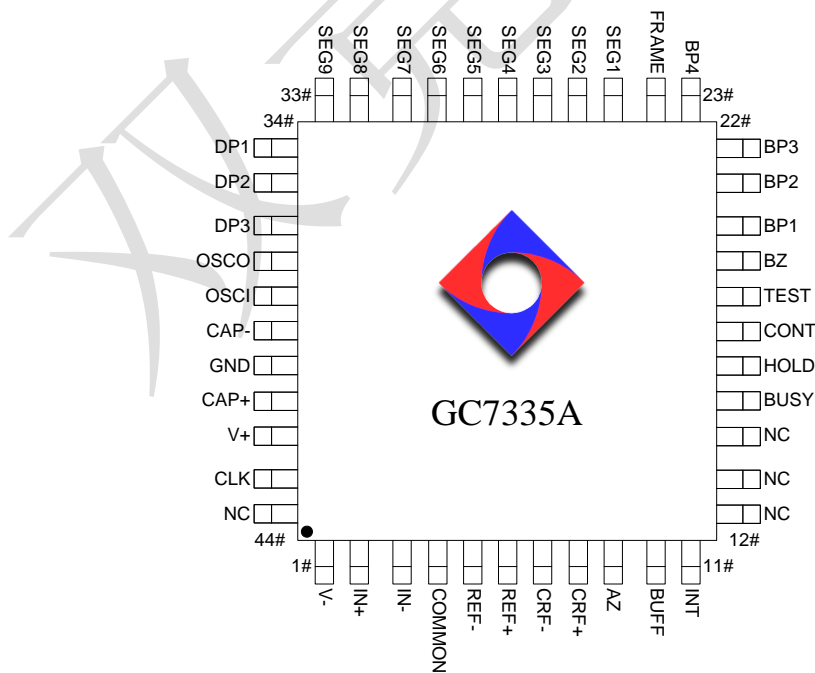 SEG9 SEG8 SEG7 SEG6 SEG5 SEG4 SEG3 SEG2 SEG1 FRAME BP4
33# 23#
34# 22#
DP1 BP3
DP2 BP2
DP3 BP1
OSCO BZ
OSCI TEST
CAP- CONT
GND HOLD
CAP+ BUSY
V+ NC
CLK NC
NC NC
GC7335A
44# 12#
1# 11#
V- IN+ IN- COMMON REF- REF+ CRF- CRF+ AZ BUFF INT